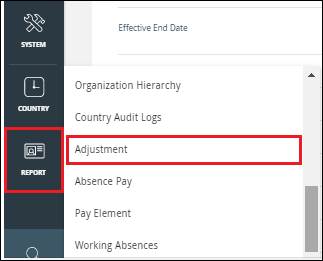 SYSTEM
COUNTRY
REPORT
Effective End Date
Organization Hierarchy
Country Audit Logs
Adjustment
Absence Pay
Pay Element
Working Absences